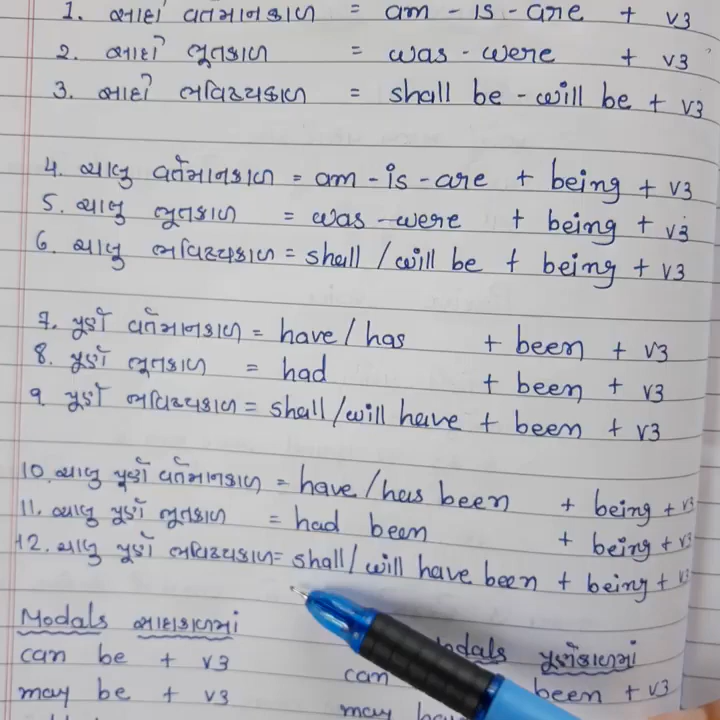 1. સાદો વર્તમાનકાળ = am - is - are + v3
2. સાદો ભૂતકાળ = was - were + v3
3. સાદો ભવિષ્યકાળ = shall be - will be + v3
4. ચાલુ વર્તમાનકાળ = am - is - are + being + v3
5. ચાલુ ભૂતકાળ = was - were + being + v3
6. ચાલુ ભવિષ્યકાળ = shall / will be + being + v3
7. પૂર્ણ વર્તમાનકાળ = have / has + been + v3
8. પૂર્ણ ભૂતકાળ = had + been + v3
9 પૂર્ણ ભવિષ્યકાળ = shall / will have + been + v3
10. ચાલુ પૂર્ણ વર્તમાનકાળ = have / has been + being + v3
11. ચાલુ પૂર્ણ ભૂતકાળ = had been + being + v3
12. ચાલુ પૂર્ણ ભવિષ્યકાળ = shall / will have been + being + v3
Modals સાદાકાળમાં
Modals પૂર્ણકાળમાં
can be + v3
can been + v3
may be + v3
may